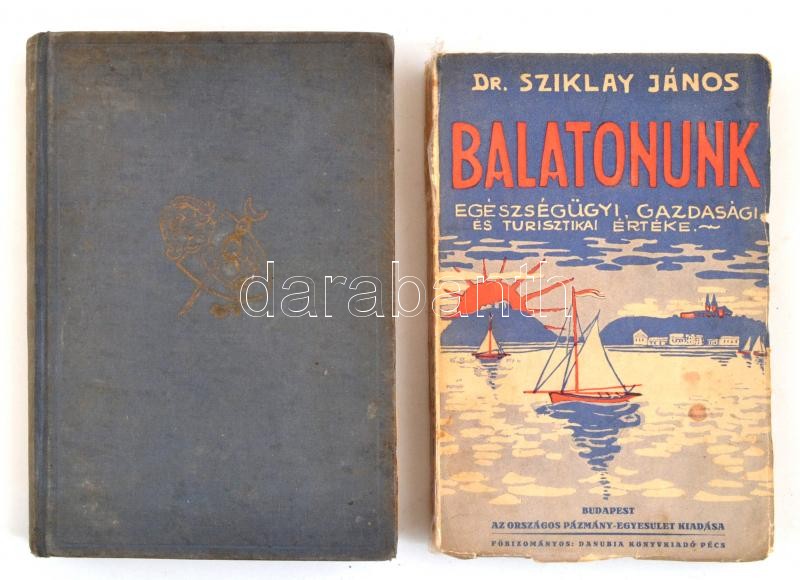 DR. SZIKLAY JÁNOS
BALATONUNK
EGÉSZSÉGÜGYI, GAZDASÁGI
ÉS TURISZTIKAI ÉRTÉKE.~
darabanth
BUDAPEST
AZ ORSZÁGOS PÁZMÁNY-EGYESULET KIADÁSA
FŐBIZOMÁNYOS: DANUBIA KÖNYVKIADÓ PÉCS